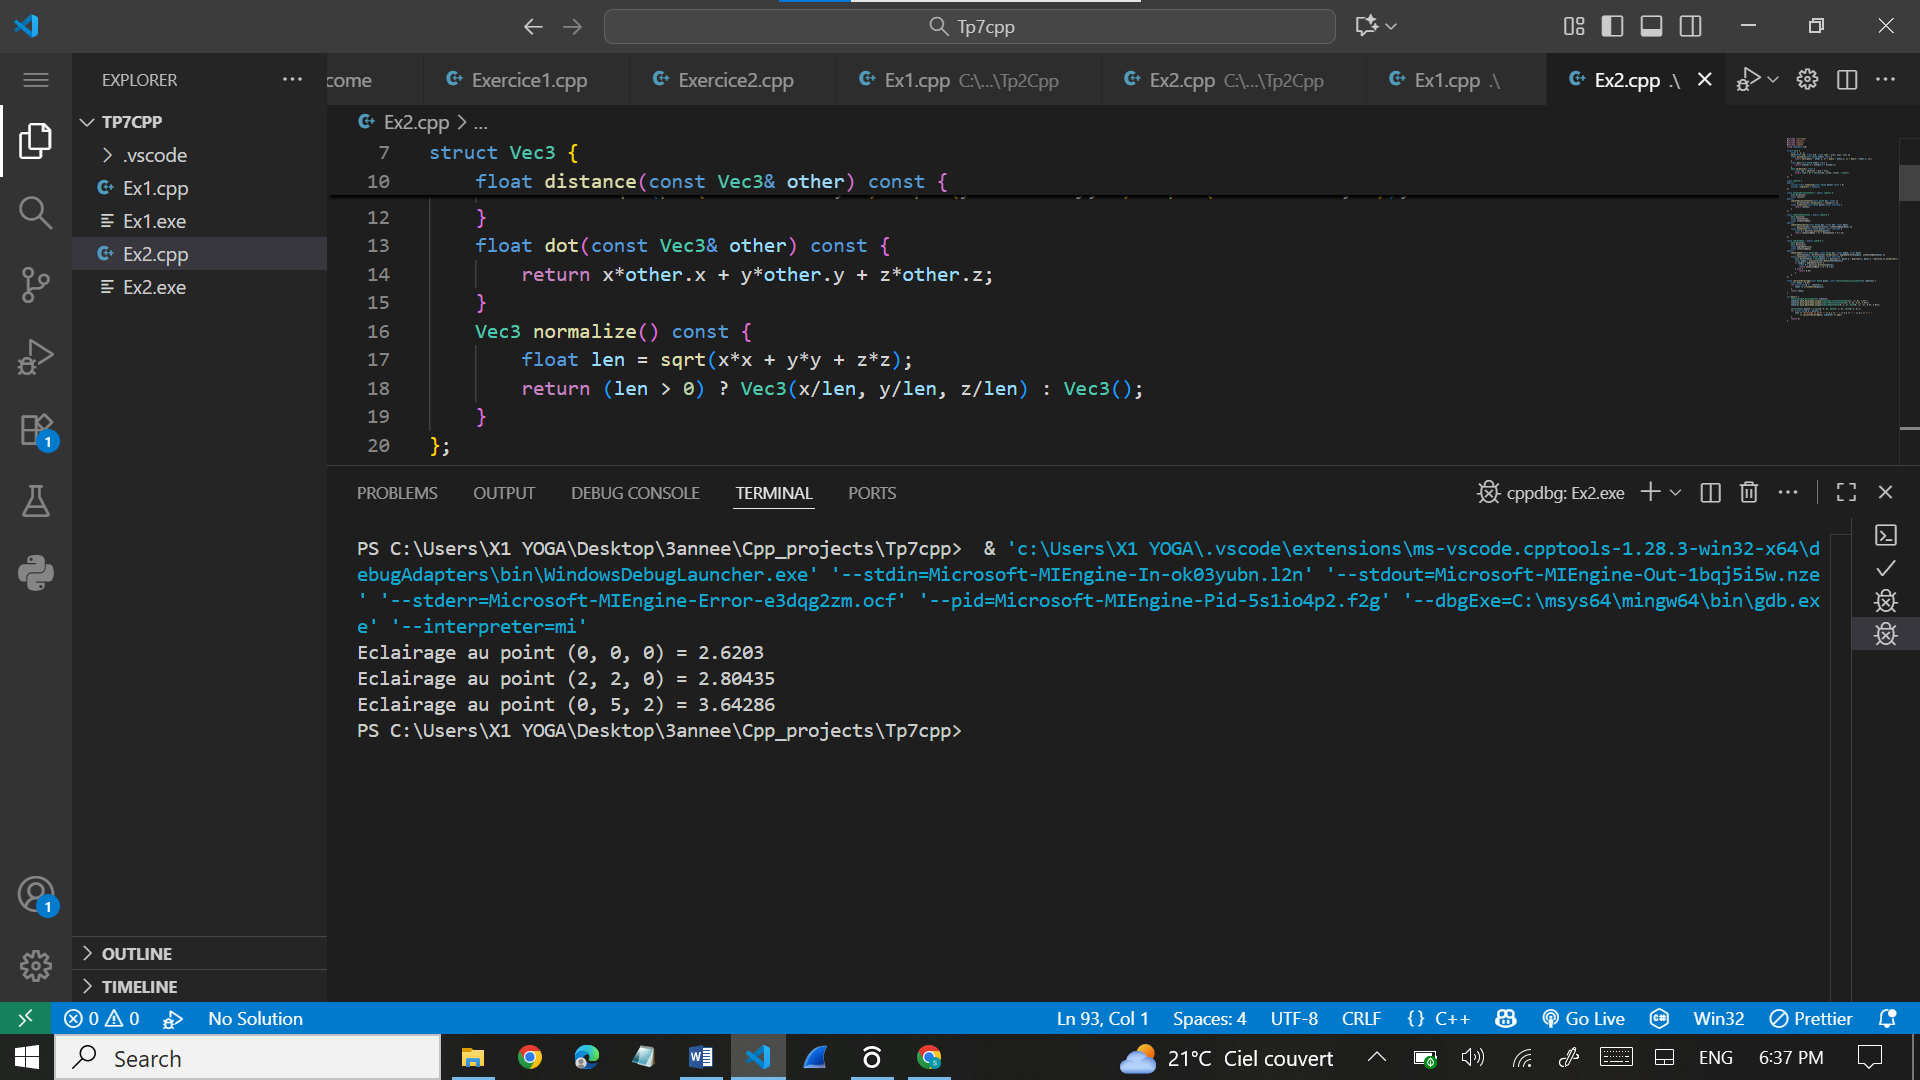 Tp7cpp
EXPLORER
come
Exercice1.cpp
Exercice2.cpp
Ex1.cpp C:\...\Tp2Cpp
Ex2.cpp C:\...\Tp2Cpp
Ex1.cpp .\
Ex2.cpp .\
TP7CPP
.vscode
Ex1.cpp
Ex1.exe
Ex2.cpp
Ex2.exe
OUTLINE
TIMELINE
Ex2.cpp > ...
7 struct Vec3 {
10 float distance(const Vec3& other) const {
12 }
13 float dot(const Vec3& other) const {
14 return x*other.x + y*other.y + z*other.z;
15 }
16 Vec3 normalize() const {
17 float len = sqrt(x*x + y*y + z*z);
18 return (len > 0) ? Vec3(x/len, y/len, z/len) : Vec3();
19 }
20 };
PROBLEMS OUTPUT DEBUG CONSOLE TERMINAL PORTS
cppdbg: Ex2.exe
PS C:\Users\X1 YOGA\Desktop\3annee\Cpp_projects\Tp7cpp>  & 'c:\Users\X1 YOGA\.vscode\extensions\ms-vscode.cpptools-1.28.3-win32-x64\d
ebugAdapters\bin\WindowsDebugLauncher.exe' '--stdin=Microsoft-MIEngine-In-ok03yubn.l2n' '--stdout=Microsoft-MIEngine-Out-1bqj5i5w.nze
' '--stderr=Microsoft-MIEngine-Error-e3dqg2zm.ocf' '--pid=Microsoft-MIEngine-Pid-5s1io4p2.f2g' '--dbgExe=C:\msys64\mingw64\bin\gdb.ex
e' '--interpreter=mi'
Eclairage au point (0, 0, 0) = 2.6203
Eclairage au point (2, 2, 0) = 2.80435
Eclairage au point (0, 5, 2) = 3.64286
PS C:\Users\X1 YOGA\Desktop\3annee\Cpp_projects\Tp7cpp>
1
1
0 0 No Solution Ln 93, Col 1 Spaces: 4 UTF-8 CRLF {} C++ Go Live Win32 Prettier
Search 21°C Ciel couvert ENG 6:37 PM